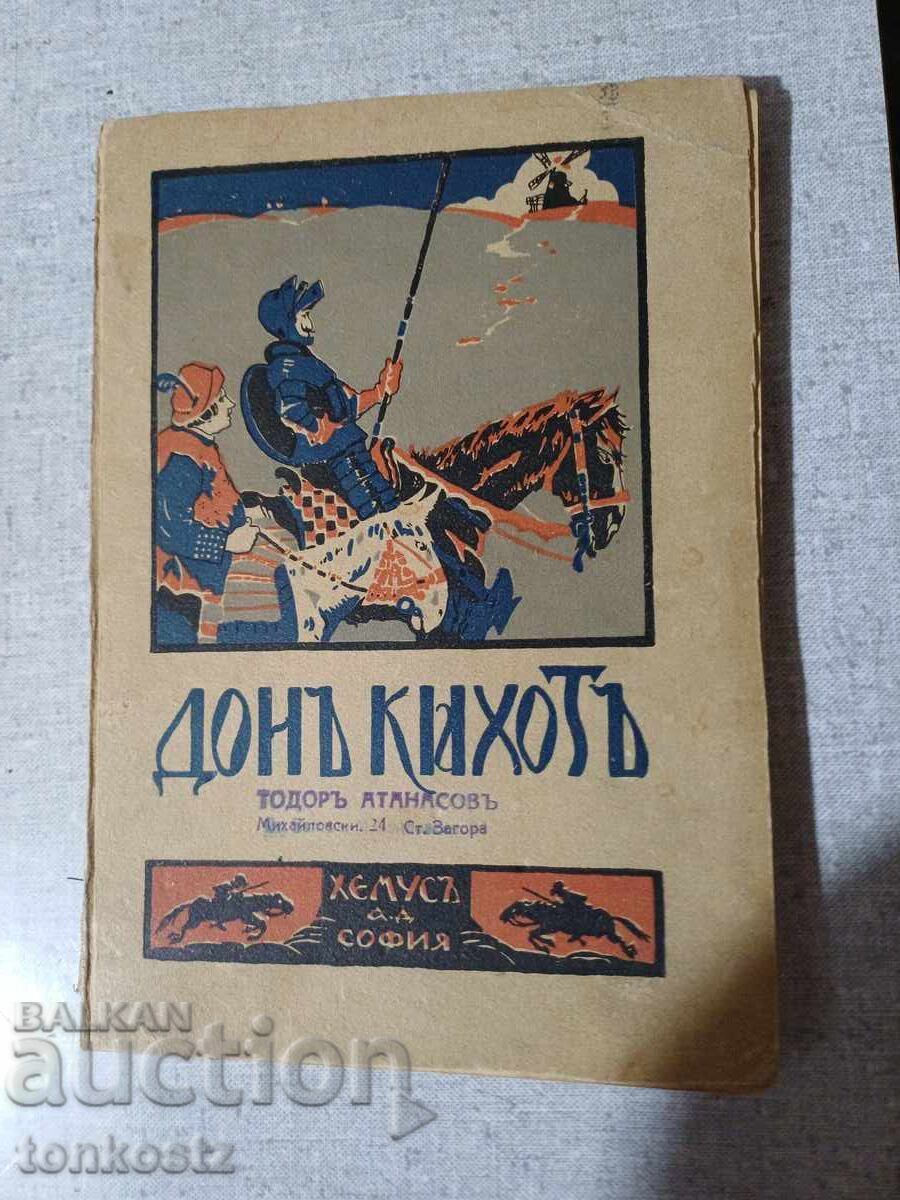 ДОНЪ КИХОТЪ
ТОДОРЪ АТАНАСОВЪ
Михайловски. 24 Ст. Загора
ХЕМУСЪ
А.Д
СОФИЯ
BALKAN
auction
tonkostz